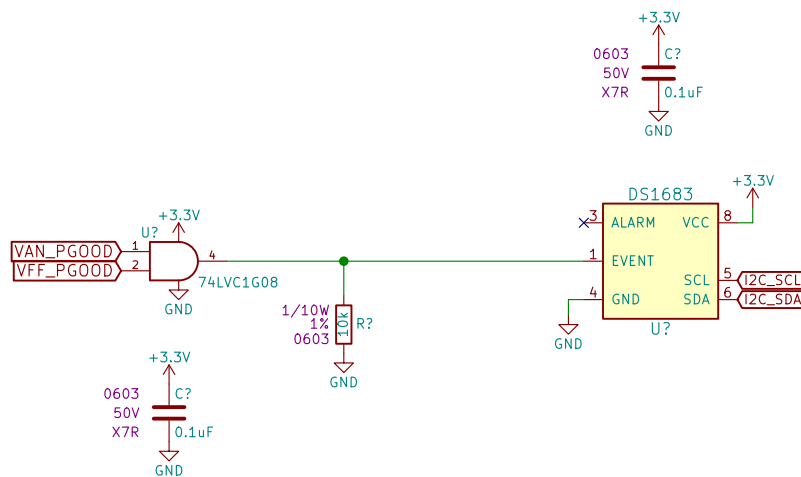 +3.3V
0603 C?
50V
X7R 0.1uF
GND
DS1683
+3.3V
3 ALARM VCC 8
+3.3V
U?
VAN_PGOOD 1
4
1 EVENT
VFF_PGOOD 2
74LVC1G08
SCL 5 I2C_SCL
4 GND SDA 6 I2C_SDA
GND
1/10W
1% 10k R?
0603
U?
GND
GND
+3.3V
0603 C?
50V
X7R 0.1uF
GND